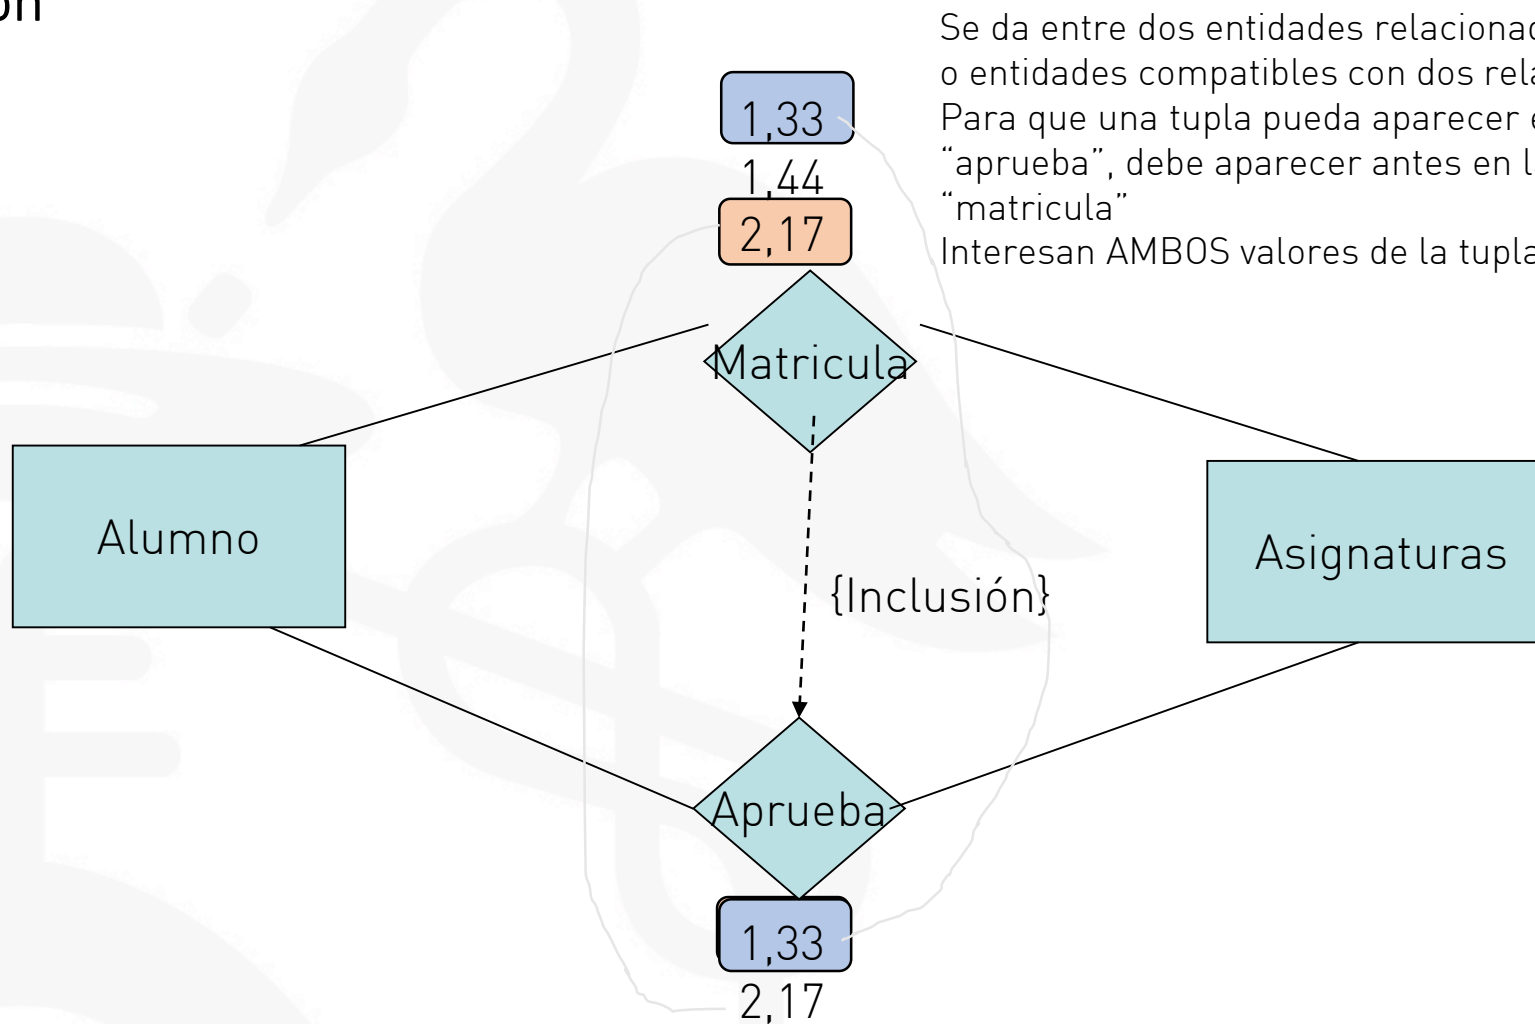 ón
Se da entre dos entidades
o entidades compatibles con dos
Para que una tupla pueda aparecer
“aprueba”, debe aparecer antes en
“matricula”
Interesan AMBOS valores de la tupla
1,33
1,44
2,17
Matricula
Alumno
Asignaturas
{Inclusión}
Aprueba
1,33
2,17